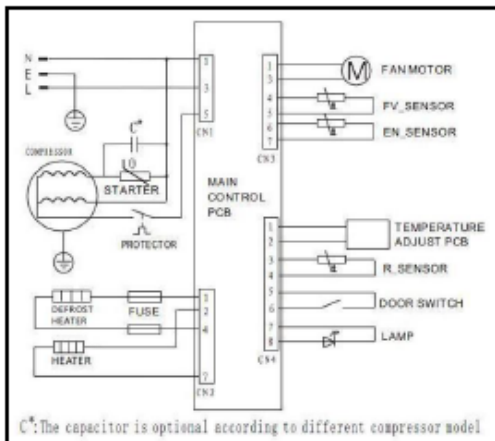 N
E
L
COMPRESSOR
C*
STARTER
PROTECTOR
1
3
5
CN1
MAIN
CONTROL
PCB
1
3
4
5
6
7
CN3
FAN MOTOR
M
FV_SENSOR
EN_SENSOR
DEFROST
HEATER
FUSE
HEATER
1
2
4
7
CN2
1
2
3
4
5
6
7
8
CN4
TEMPERATURE
ADJUST PCB
R_SENSOR
DOOR SWITCH
LAMP
C*:The capacitor is optional according to different compressor model